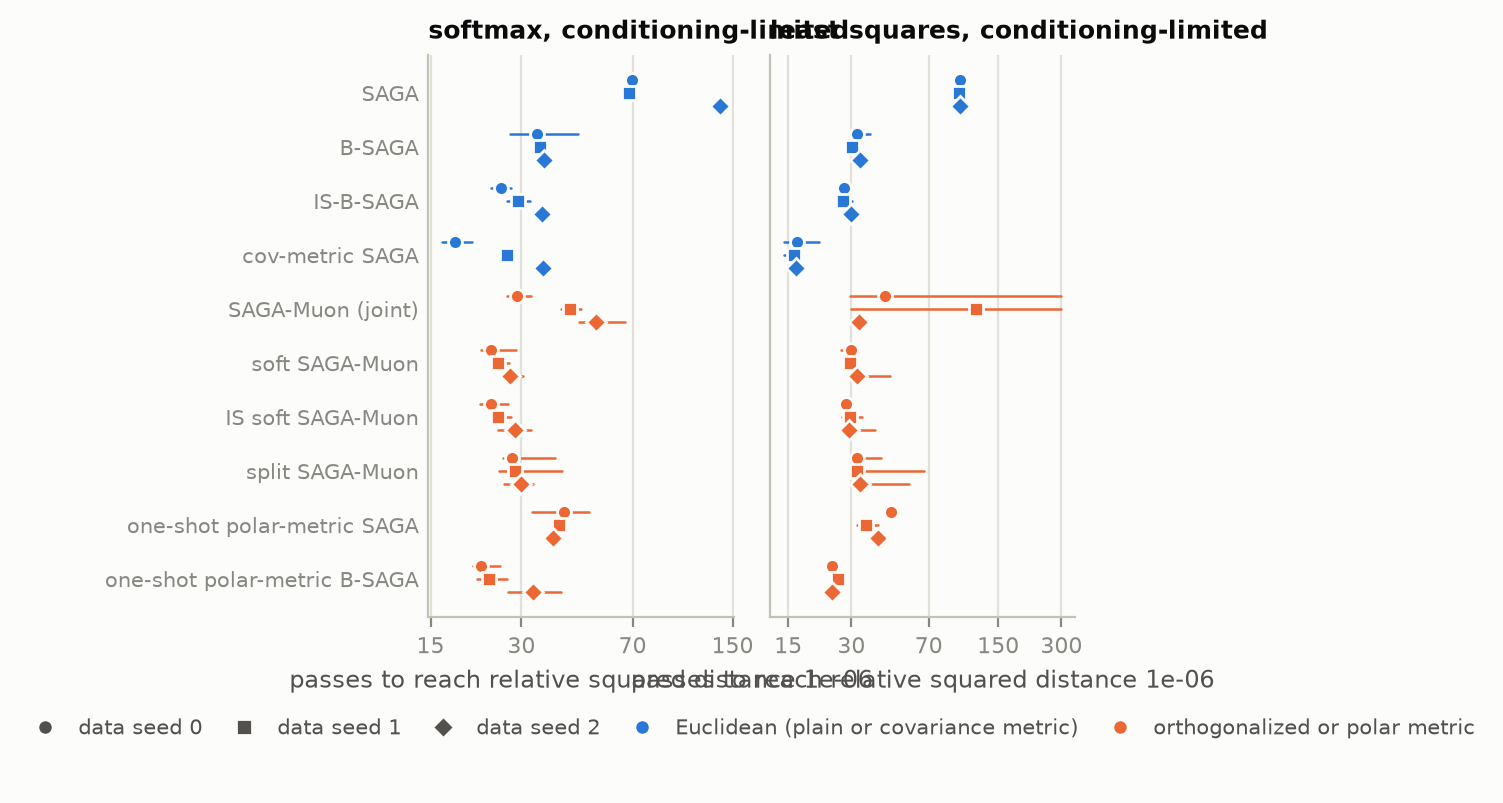 softmax, conditioning-limited
least squares, conditioning-limited
SAGA
B-SAGA
IS-B-SAGA
cov-metric SAGA
SAGA-Muon (joint)
soft SAGA-Muon
IS soft SAGA-Muon
split SAGA-Muon
one-shot polar-metric SAGA
one-shot polar-metric B-SAGA
15 30 70 150
15 30 70 150 300
passes to reach relative squared distance 1e-06
passes to reach relative squared distance 1e-06
data seed 0 data seed 1 data seed 2 Euclidean (plain or covariance metric) orthogonalized or polar metric